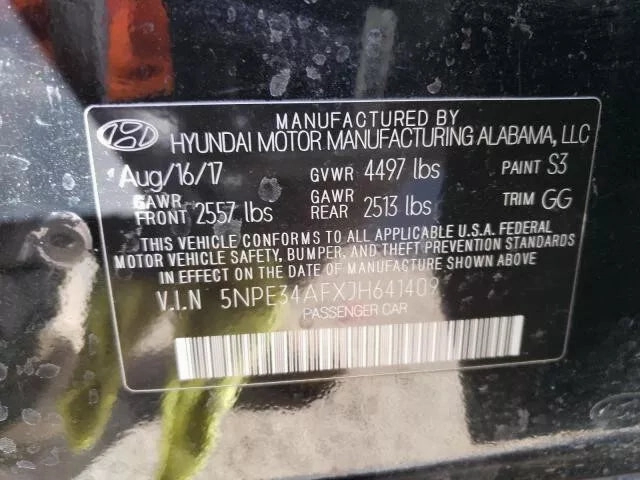 MANUFACTURED BY
HYUNDAI MOTOR MANUFACTURING ALABAMA, LLC
Aug/16/17 GVWR 4497 lbs PAINT S3
GAWR FRONT 2557 lbs GAWR REAR 2513 lbs TRIM GG
THIS VEHICLE CONFORMS TO ALL APPLICABLE U.S.A. FEDERAL
MOTOR VEHICLE SAFETY, BUMPER, AND THEFT PREVENTION STANDARDS
IN EFFECT ON THE DATE OF MANUFACTURE SHOWN ABOVE
V.I.N 5NPE34AFXJH641409
PASSENGER CAR